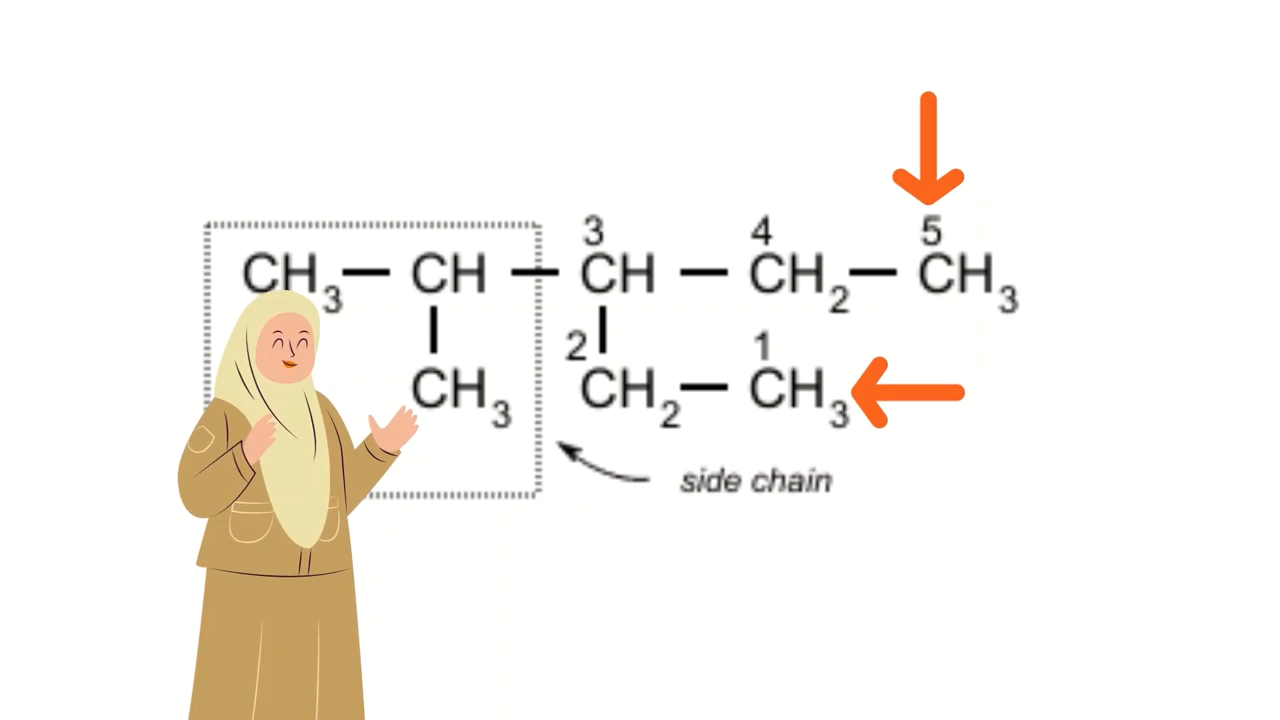 3 4 5
CH₃ — CH — CH — CH₂ — CH₃
2 1
CH₃ CH₂ — CH₃
side chain